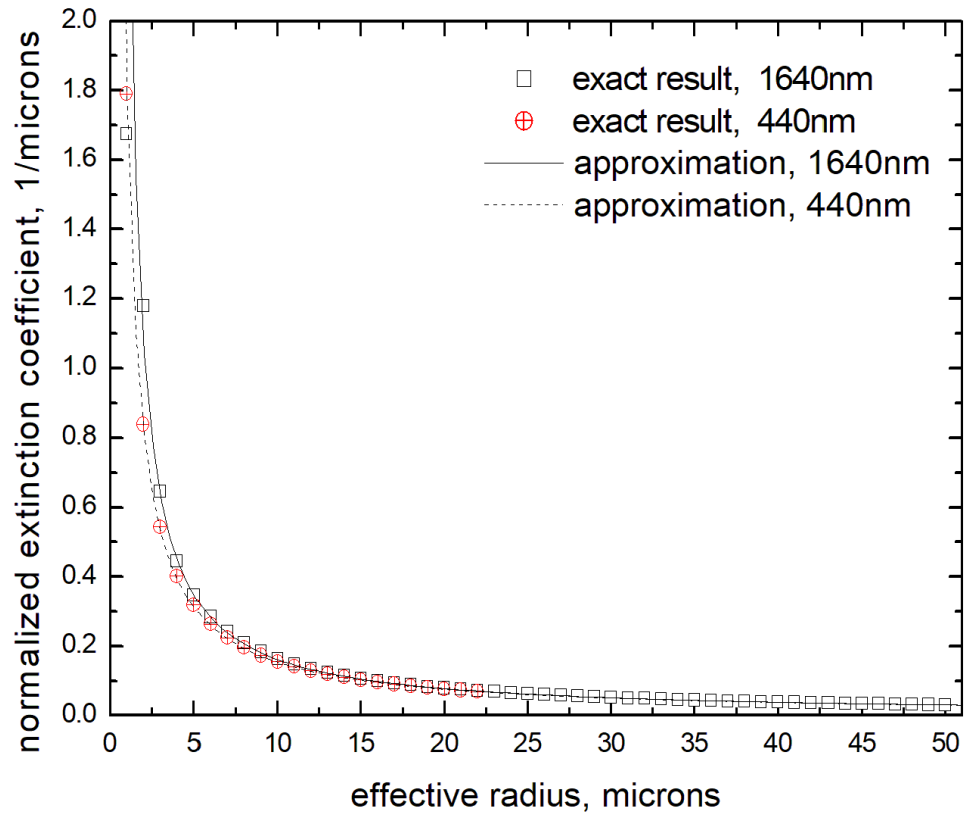 normalized extinction coefficient, 1/microns
2.0
1.8
1.6
1.4
1.2
1.0
0.8
0.6
0.4
0.2
0.0
exact result, 1640nm
exact result, 440nm
approximation, 1640nm
approximation, 440nm
0 5 10 15 20 25 30 35 40 45 50
effective radius, microns